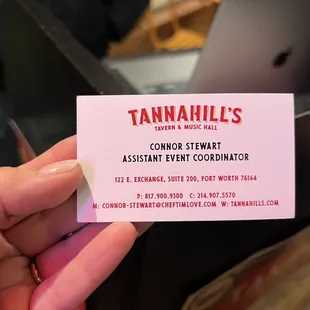 TANNAHILL'S
TAVERN & MUSIC HALL
CONNOR STEWART
ASSISTANT EVENT COORDINATOR
122 E. EXCHANGE, SUITE 200, FORT WORTH 76164
P: 817.900.9300 C: 214.907.5570
M: CONNOR-STEWART@CHEFTIMLOVE.COM W: TANNAHILLS.COM